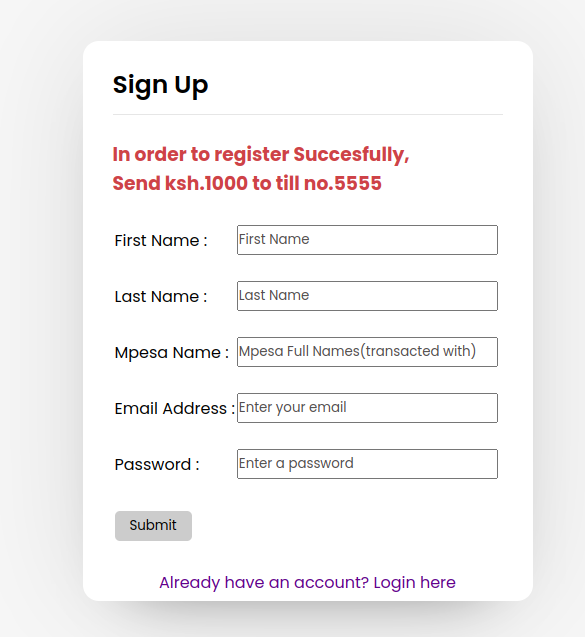 Sign Up
In order to register Succesfully,
Send ksh.1000 to till no.5555
First Name : First Name
Last Name : Last Name
Mpesa Name : Mpesa Full Names(transacted with)
Email Address : Enter your email
Password : Enter a password
Submit
Already have an account? Login here